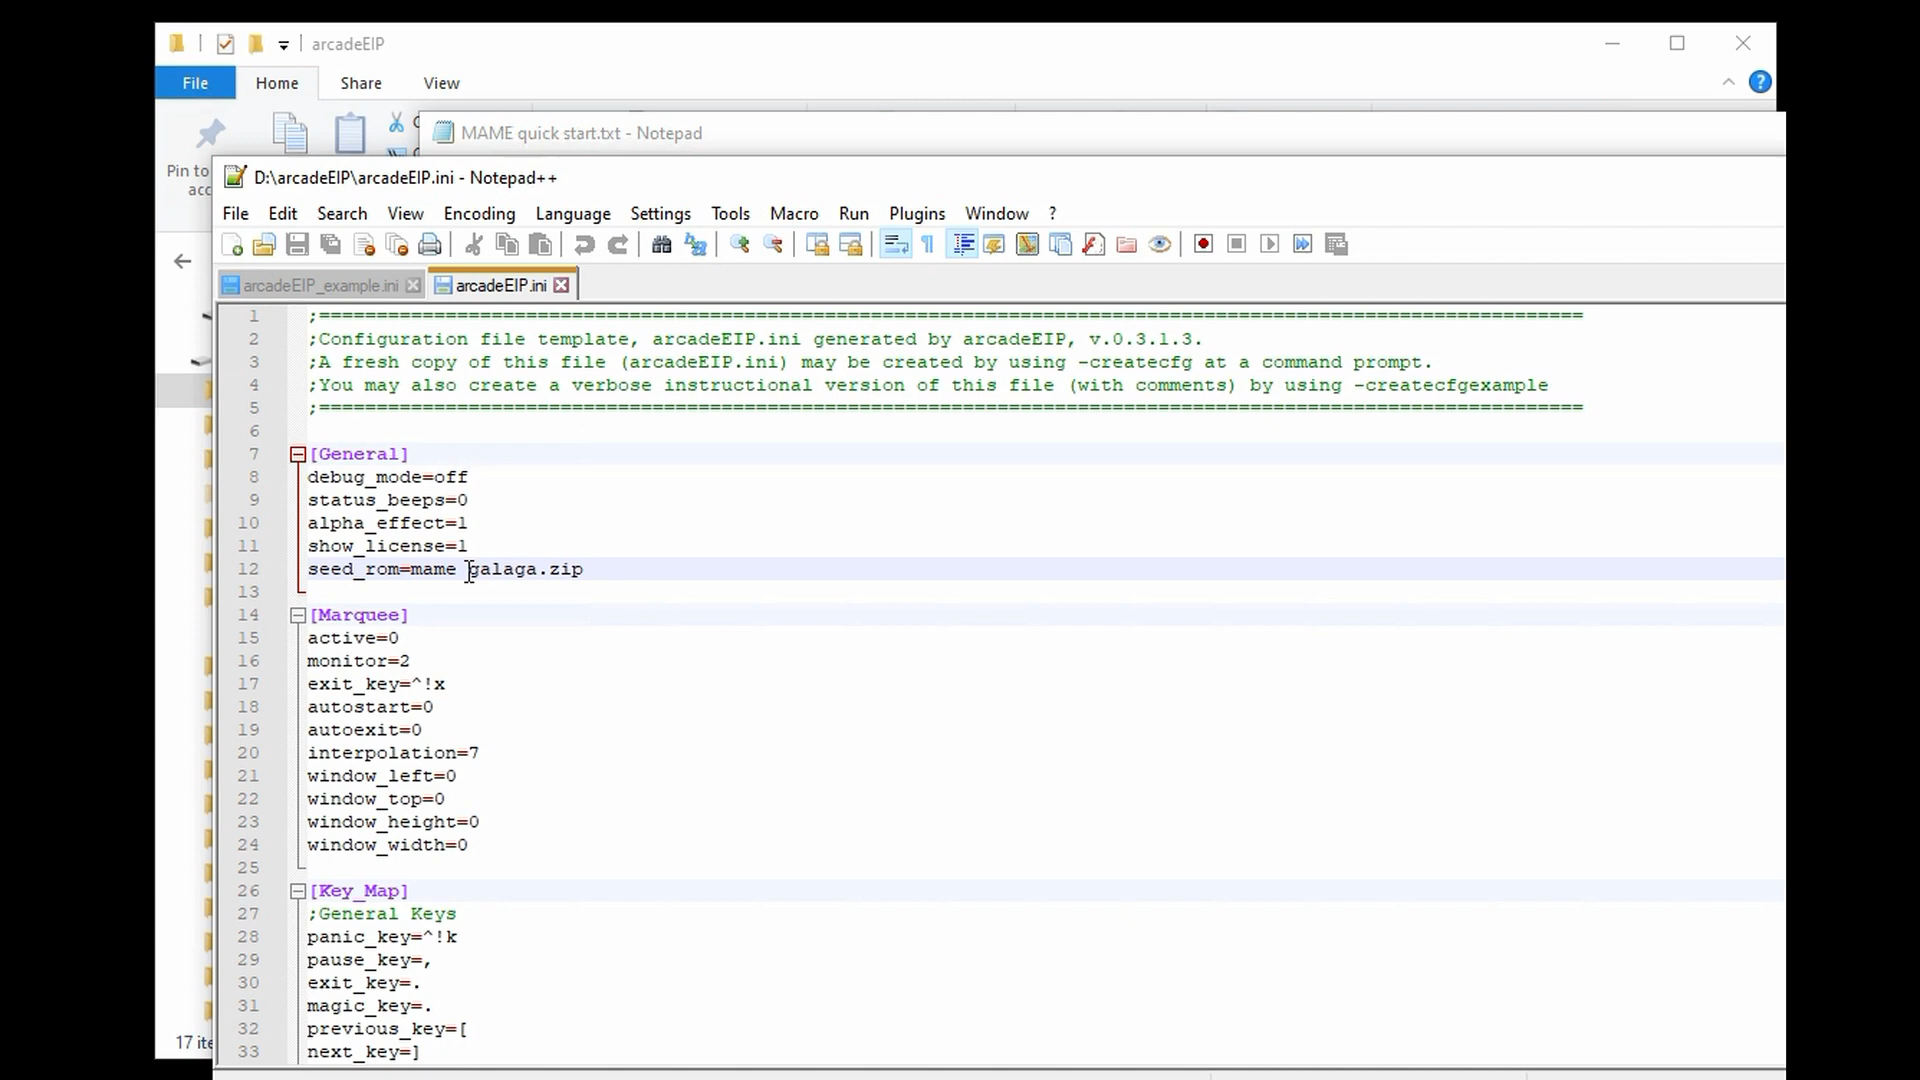 arcadeEIP
File Home Share View
MAME quick start.txt - Notepad
Pin to
acc
D:\arcadeEIP\arcadeEIP.ini - Notepad++
File Edit Search View Encoding Language Settings Tools Macro Run Plugins Window ?
arcadeEIP_example.ini arcadeEIP.ini
1 ;==============================================================================================================
2 ;Configuration file template, arcadeEIP.ini generated by arcadeEIP, v.0.3.1.3.
3 ;A fresh copy of this file (arcadeEIP.ini) may be created by using -createcfg at a command prompt.
4 ;You may also create a verbose instructional version of this file (with comments) by using -createcfgexample
5 ;==============================================================================================================
6
7 [General]
8 debug_mode=off
9 status_beeps=0
10 alpha_effect=1
11 show_license=1
12 seed_rom=mame galaga.zip
13
14 [Marquee]
15 active=0
16 monitor=2
17 exit_key=^!x
18 autostart=0
19 autoexit=0
20 interpolation=7
21 window_left=0
22 window_top=0
23 window_height=0
24 window_width=0
25
26 [Key_Map]
27 ;General Keys
28 panic_key=^!k
29 pause_key=,
30 exit_key=.
31 magic_key=.
32 previous_key=[
33 next_key=]
17 ite